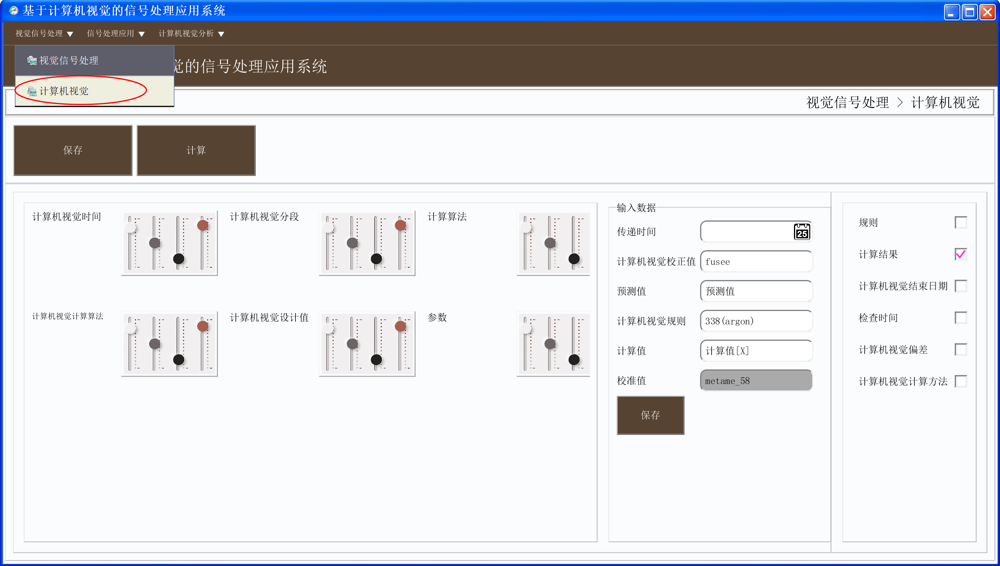 基于计算机视觉的信号处理应用系统
视觉信号处理 ▼ 信号处理应用 ▼ 计算机视觉分析 ▼
视觉信号处理
觉的信号处理应用系统
计算机视觉
视觉信号处理 > 计算机视觉
保存 计算
计算机视觉时间 计算机视觉分段 计算算法
计算机视觉计算算法 计算机视觉设计值 参数
输入数据
传递时间 25
计算机视觉校正值 fusee
预测值 预测值
计算机视觉规则 338(argon)
计算值 计算值[X]
校准值 metame_58
保存
规则
计算结果
计算机视觉结束日期
检查时间
计算机视觉偏差
计算机视觉计算方法